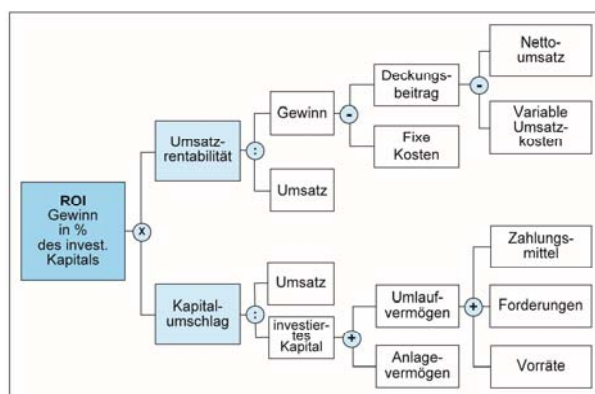 ROI
Gewinn
in %
des invest.
Kapitals
x
Umsatz-
rentabilität
:
Gewinn
-
Deckungs-
beitrag
-
Netto-
umsatz
Variable
Umsatz-
kosten
Fixe
Kosten
Umsatz
Kapital-
umschlag
:
Umsatz
investier-
tes
Kapital
+
Umlauf-
vermögen
+
Zahlungs-
mittel
Forderungen
Vorräte
Anlage-
vermögen